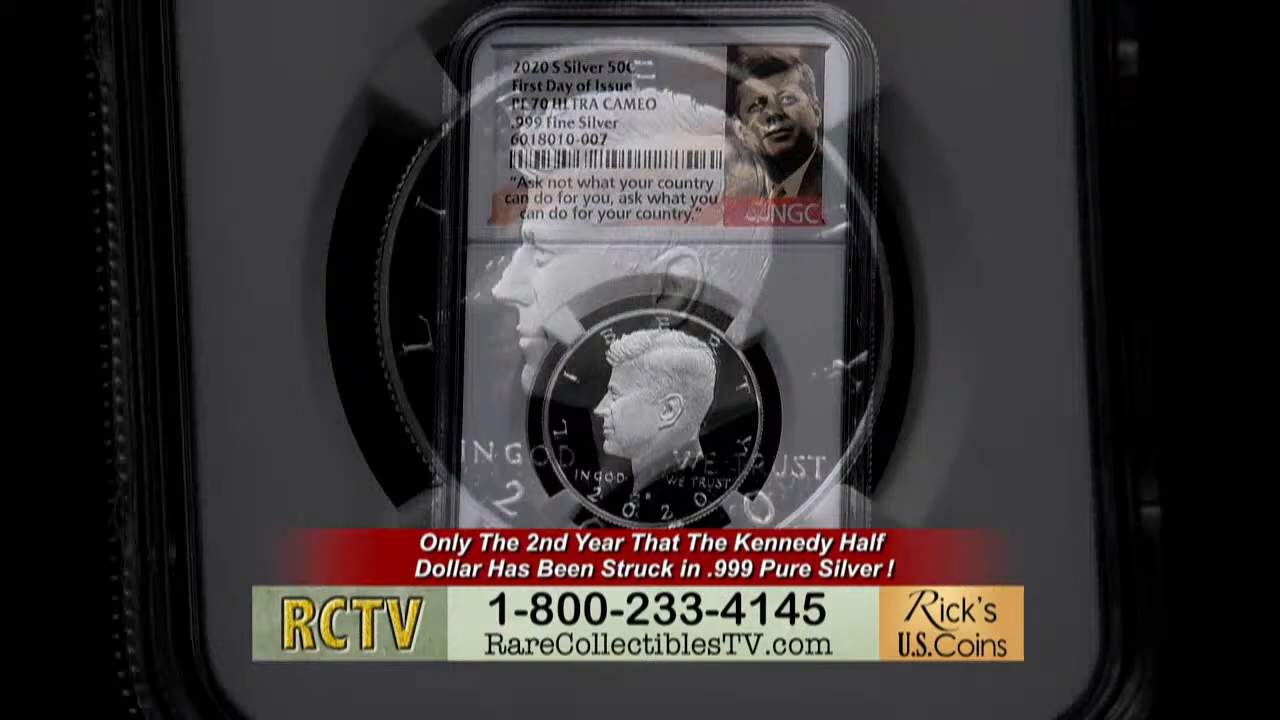 2020 S Silver 50C
First Day of Issue
PF 70 ULTRA CAMEO
.999 Fine Silver
6018010-007
"Ask not what your country
can do for you, ask what you
can do for your country."
NGC
LIBERTY
IN GOD WE TRUST
2020
IN GOD WE TRUST
2 0
Only The 2nd Year That The Kennedy Half
Dollar Has Been Struck in .999 Pure Silver !
RCTV
1-800-233-4145
RareCollectiblesTV.com
Rick's
U.S. Coins